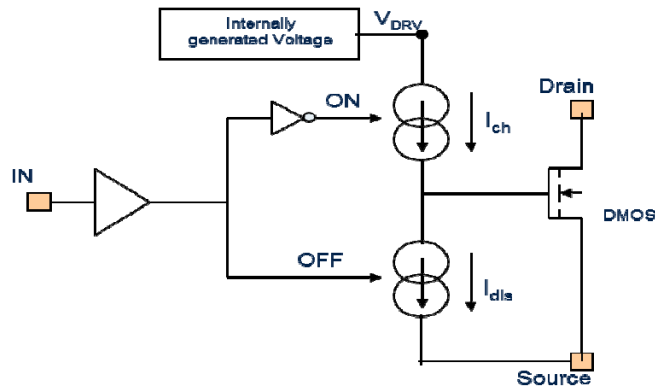 Internally
generated Voltage
VDRV
ON
Drain
Ich
IN
DMOS
OFF
Idis
Source